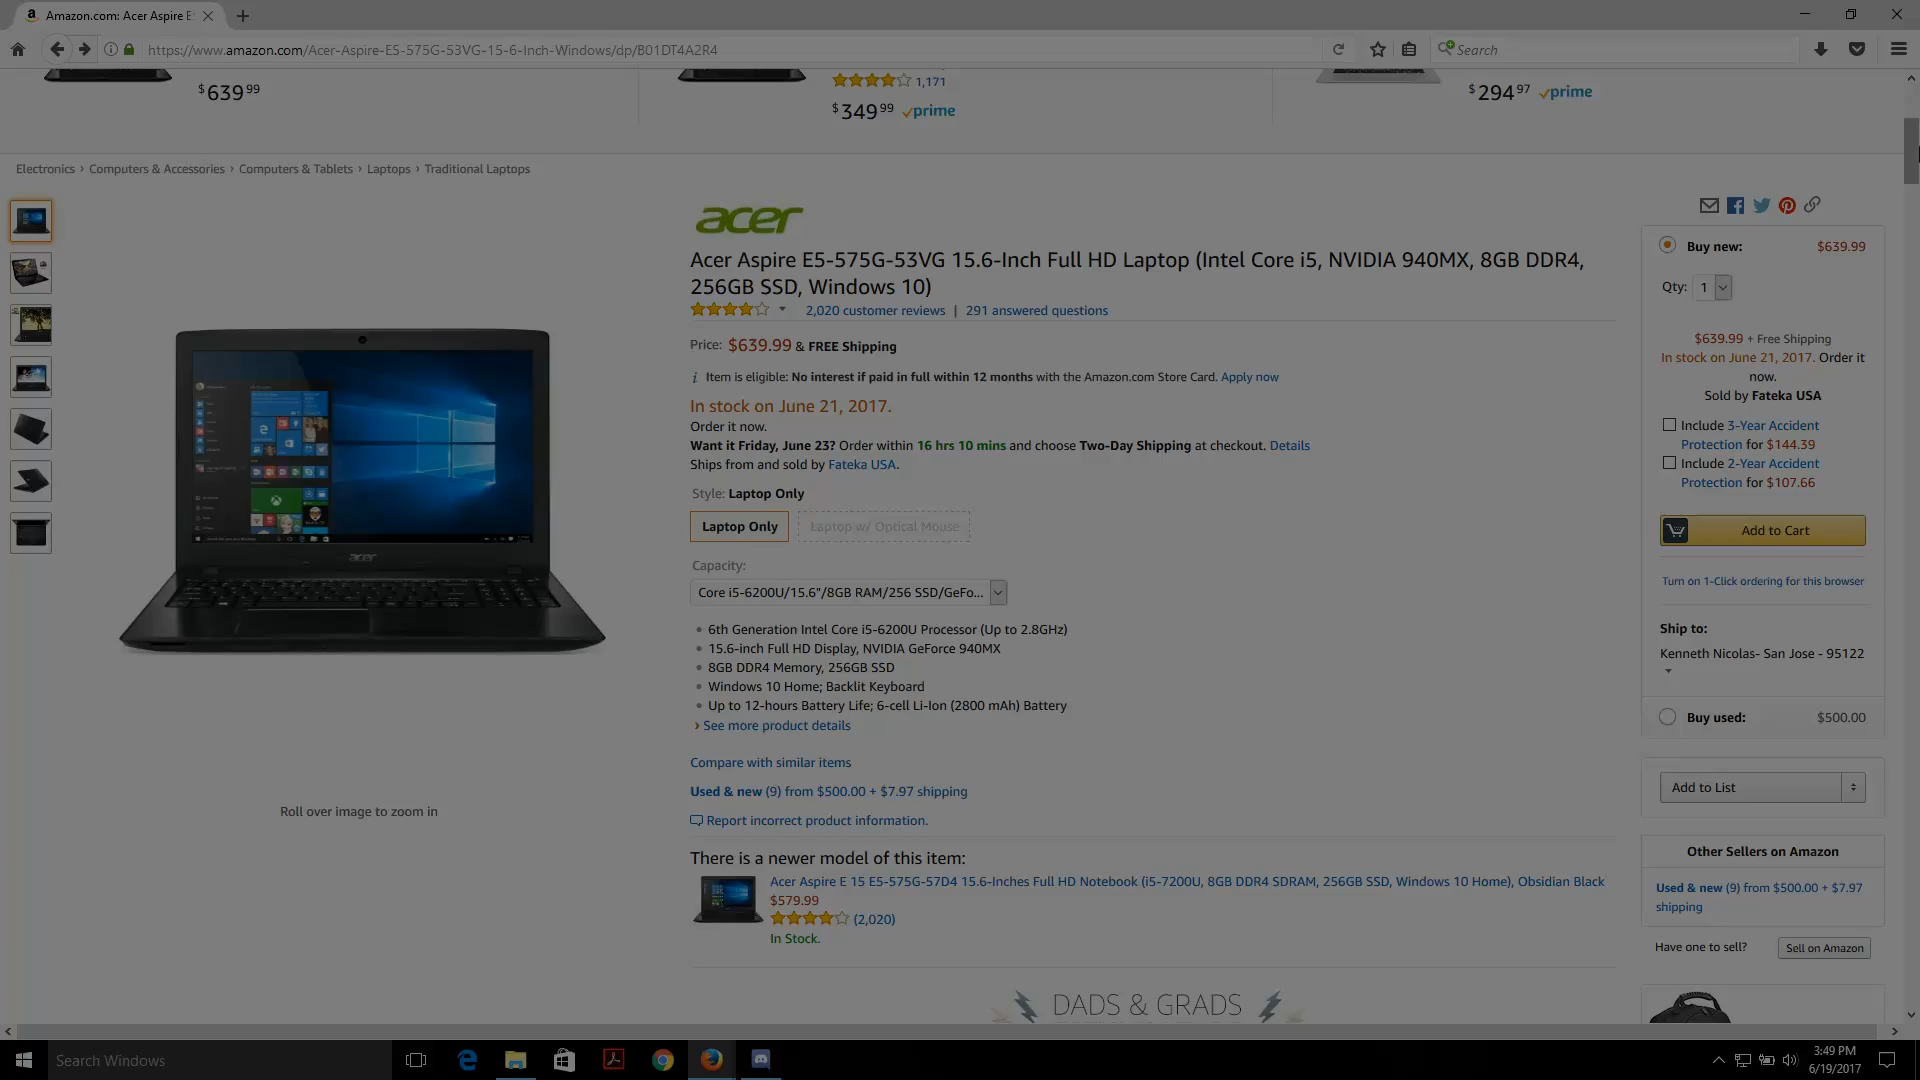 Amazon.com: Acer Aspire E
https://www.amazon.com/Acer-Aspire-E5-575G-53VG-15-6-Inch-Windows/dp/B01DT4A2R4
Search
$639 99
1,171
$349 99 prime
$294 97 prime
Electronics › Computers & Accessories › Computers & Tablets › Laptops › Traditional Laptops
acer
Acer Aspire E5-575G-53VG 15.6-Inch Full HD Laptop (Intel Core i5, NVIDIA 940MX, 8GB DDR4,
256GB SSD, Windows 10)
2,020 customer reviews | 291 answered questions
Price: $639.99 & FREE Shipping
Item is eligible: No interest if paid in full within 12 months with the Amazon.com Store Card. Apply now
In stock on June 21, 2017.
Order it now.
Want it Friday, June 23? Order within 16 hrs 10 mins and choose Two-Day Shipping at checkout. Details
Ships from and sold by Fateka USA.
Style: Laptop Only
Laptop Only
Laptop w/ Optical Mouse
Capacity:
Core i5-6200U/15.6"/8GB RAM/256 SSD/GeFo...
• 6th Generation Intel Core i5-6200U Processor (Up to 2.8GHz)
• 15.6-inch Full HD Display, NVIDIA GeForce 940MX
• 8GB DDR4 Memory, 256GB SSD
• Windows 10 Home; Backlit Keyboard
• Up to 12-hours Battery Life; 6-cell Li-Ion (2800 mAh) Battery
› See more product details
Compare with similar items
Used & new (9) from $500.00 + $7.97 shipping
Report incorrect product information.
There is a newer model of this item:
Acer Aspire E 15 E5-575G-57D4 15.6-Inches Full HD Notebook (i5-7200U, 8GB DDR4 SDRAM, 256GB SSD, Windows 10 Home), Obsidian Black
$579.99
(2,020)
In Stock.
DADS & GRADS
acer
Roll over image to zoom in
Buy new: $639.99
Qty: 1
$639.99 + Free Shipping
In stock on June 21, 2017. Order it
now.
Sold by Fateka USA
Include 3-Year Accident
Protection for $144.39
Include 2-Year Accident
Protection for $107.66
Add to Cart
Turn on 1-Click ordering for this browser
Ship to:
Kenneth Nicolas- San Jose - 95122
Buy used: $500.00
Add to List
Other Sellers on Amazon
Used & new (9) from $500.00 + $7.97
shipping
Have one to sell? Sell on Amazon
Search Windows
3:49 PM
6/19/2017